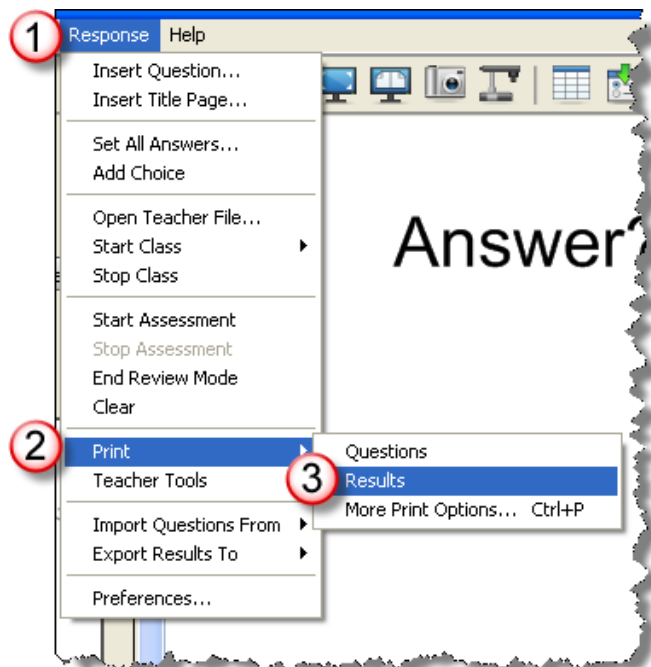 1
Response Help
Insert Question...
Insert Title Page...
Set All Answers...
Add Choice
Answer?
Open Teacher File...
Start Class
Stop Class
Start Assessment
Stop Assessment
End Review Mode
Clear
2
Print
Teacher Tools
Import Questions From
Export Results To
Preferences...
3
Questions
Results
More Print Options... Ctrl+P